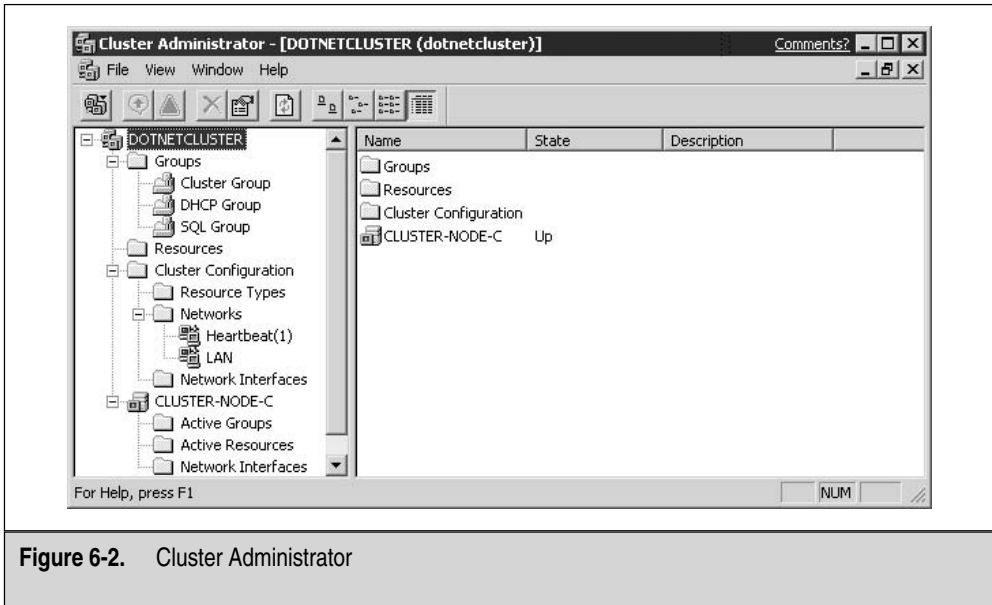 Cluster Administrator - [DOTNETCLUSTER (dotnetcluster)] Comments?
File View Window Help
DOTNETCLUSTER
Groups
Cluster Group
DHCP Group
SQL Group
Resources
Cluster Configuration
Resource Types
Networks
Heartbeat(1)
LAN
Network Interfaces
CLUSTER-NODE-C
Active Groups
Active Resources
Network Interfaces
Name State Description
Groups
Resources
Cluster Configuration
CLUSTER-NODE-C Up
For Help, press F1 NUM
Figure 6-2. Cluster Administrator